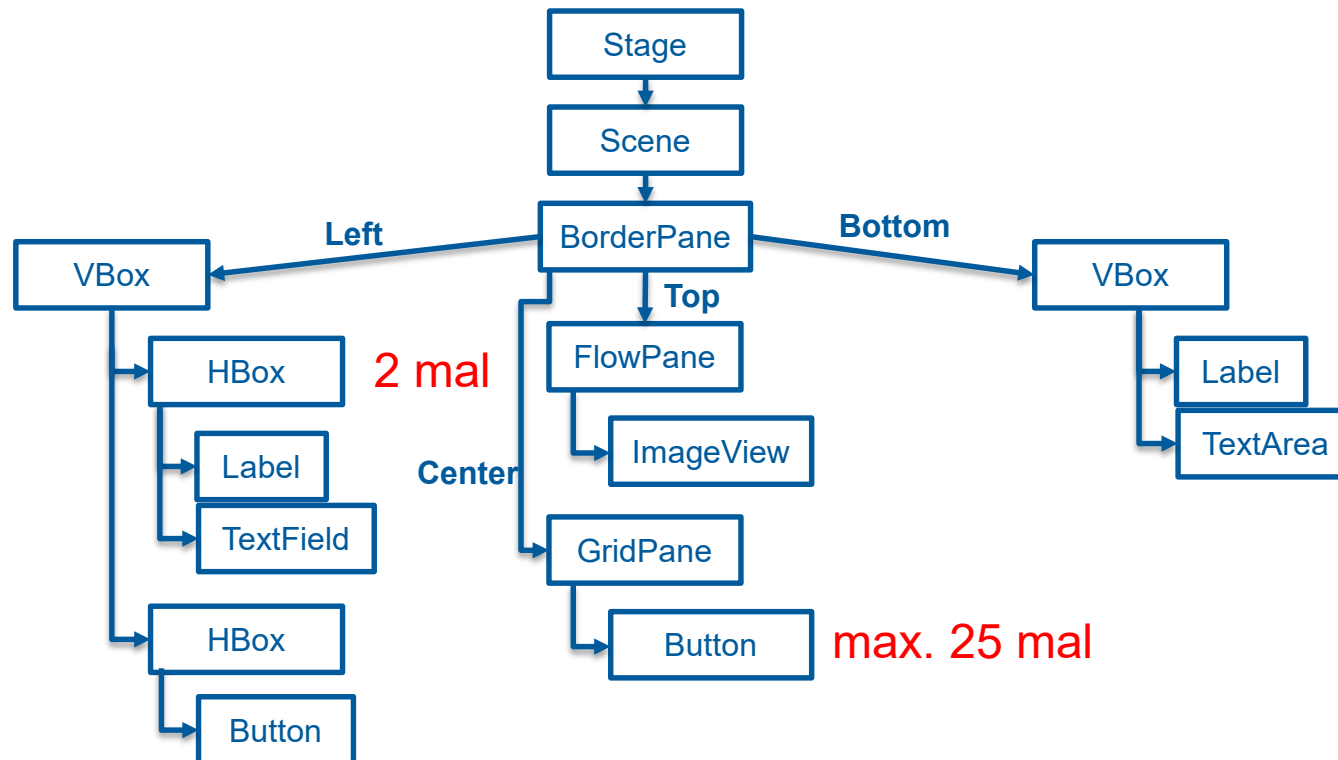 Stage
Scene
BorderPane
Left
Bottom
VBox
VBox
Top
HBox
2 mal
FlowPane
Label
Label
ImageView
TextArea
Center
TextField
GridPane
HBox
Button
max. 25 mal
Button